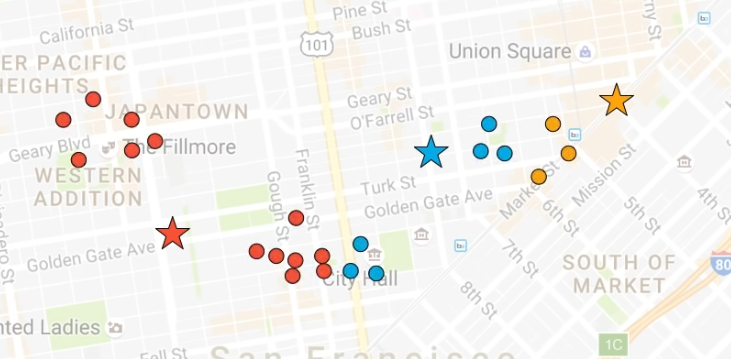 Pine St
California St
Bush St
101
ny St
Union Square
ER PACIFIC
HEIGHTS
Geary St
JAPANTOWN
O'Farrell St
Geary Blvd
The Fillmore
WESTERN
ADDITION
Franklin St
Gough St
Turk St
Golden Gate Ave
Market St
Mission St
6th St
5th St
4th St
7th St
8th St
Golden Gate Ave
City Hall
SOUTH OF
MARKET
80
nted Ladies
1C
Fell St
San Francisco